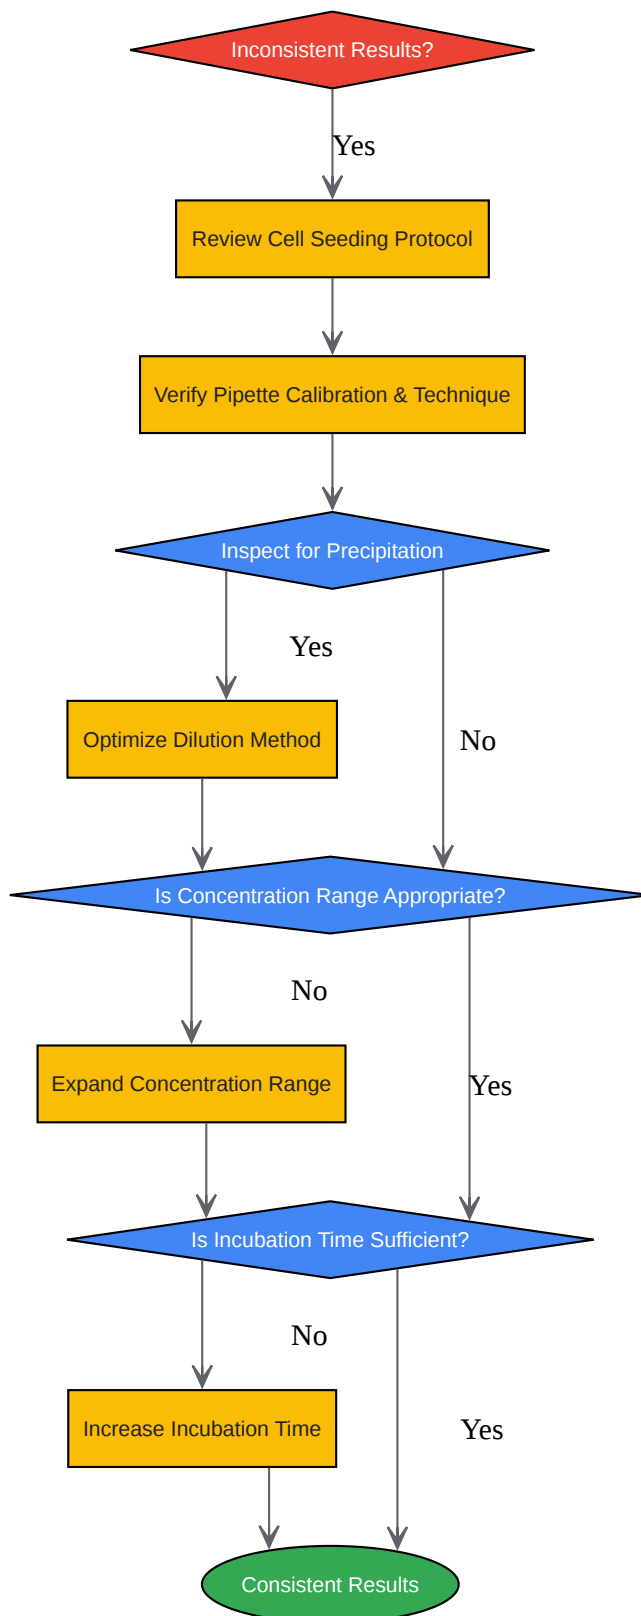 Inconsistent Results?
Yes
Review Cell Seeding Protocol
Verify Pipette Calibration & Technique
Inspect for Precipitation
Yes
Optimize Dilution Method
No
Is Concentration Range Appropriate?
No
Expand Concentration Range
Yes
Is Incubation Time Sufficient?
No
Increase Incubation Time
Yes
Consistent Results